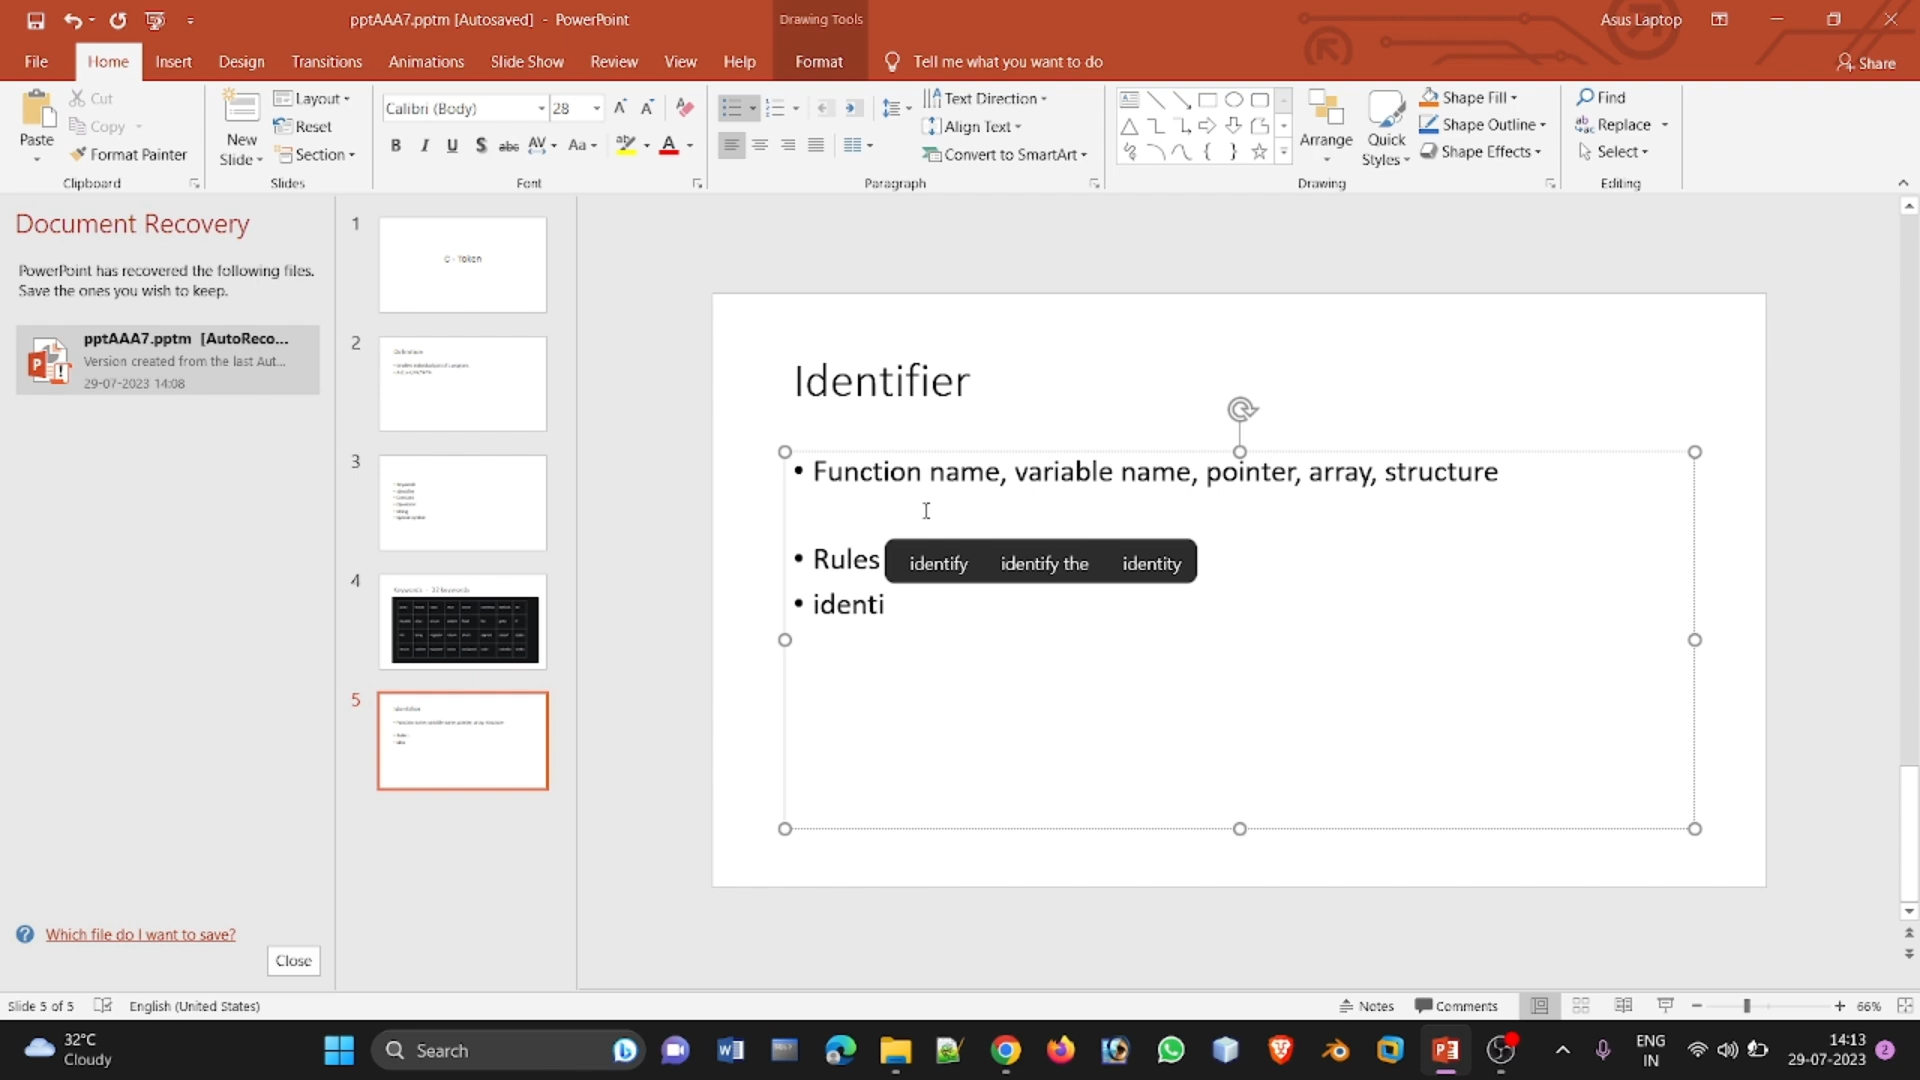 pptAAA7.pptm [Autosaved] - PowerPoint
Drawing Tools
Asus Laptop
File
Home
Insert
Design
Transitions
Animations
Slide Show
Review
View
Help
Format
Tell me what you want to do
Share
Paste
Cut
Copy
Format Painter
Clipboard
New
Slide
Layout
Reset
Section
Slides
Calibri (Body)
28
B I U S abc AV Aa A
Font
Text Direction
Align Text
Convert to SmartArt
Paragraph
Arrange
Quick
Styles
Shape Fill
Shape Outline
Shape Effects
Drawing
Find
Replace
Select
Editing
Document Recovery
PowerPoint has recovered the following files.
Save the ones you wish to keep.
pptAAA7.pptm [AutoReco...
Version created from the last Aut...
29-07-2023 14:08
Which file do I want to save?
Close
1
C - Token
2
3
4
Keywords - 32 keywords
5
Identifier
Identifier
• Function name, variable name, pointer, array, structure
• Rules
identify identify the identity
• identi
Slide 5 of 5
English (United States)
Notes
Comments
66%
32°C
Cloudy
Search
ENG
IN
14:13
29-07-2023
2